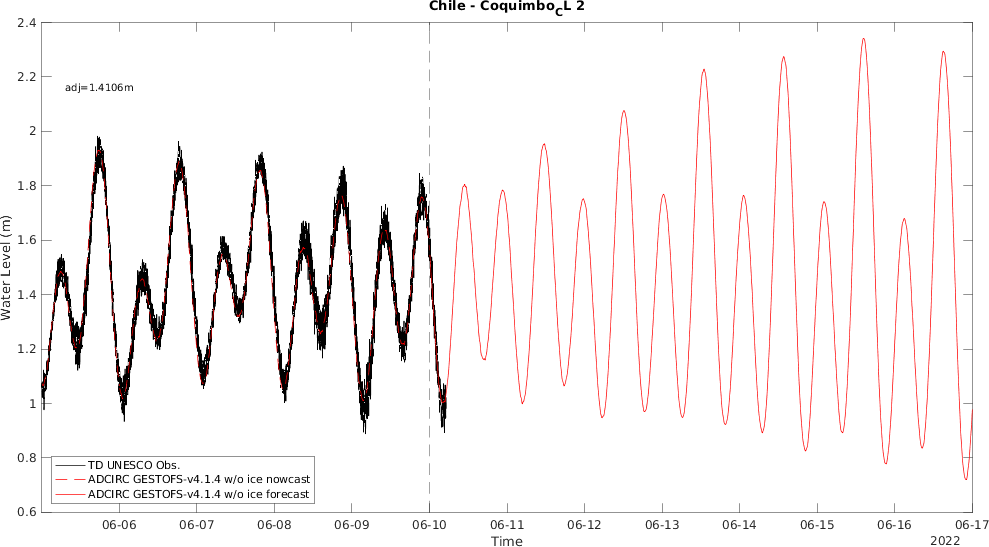 Chile - Coquimbo_CL 2
adj=1.4106m
2.4
2.2
2
1.8
1.6
1.4
1.2
1
0.8
0.6
Water Level (m)
TD UNESCO Obs.
ADCIRC GESTOFS-v4.1.4 w/o ice nowcast
ADCIRC GESTOFS-v4.1.4 w/o ice forecast
06-06 06-07 06-08 06-09 06-10 06-11 06-12 06-13 06-14 06-15 06-16 06-17
Time
2022